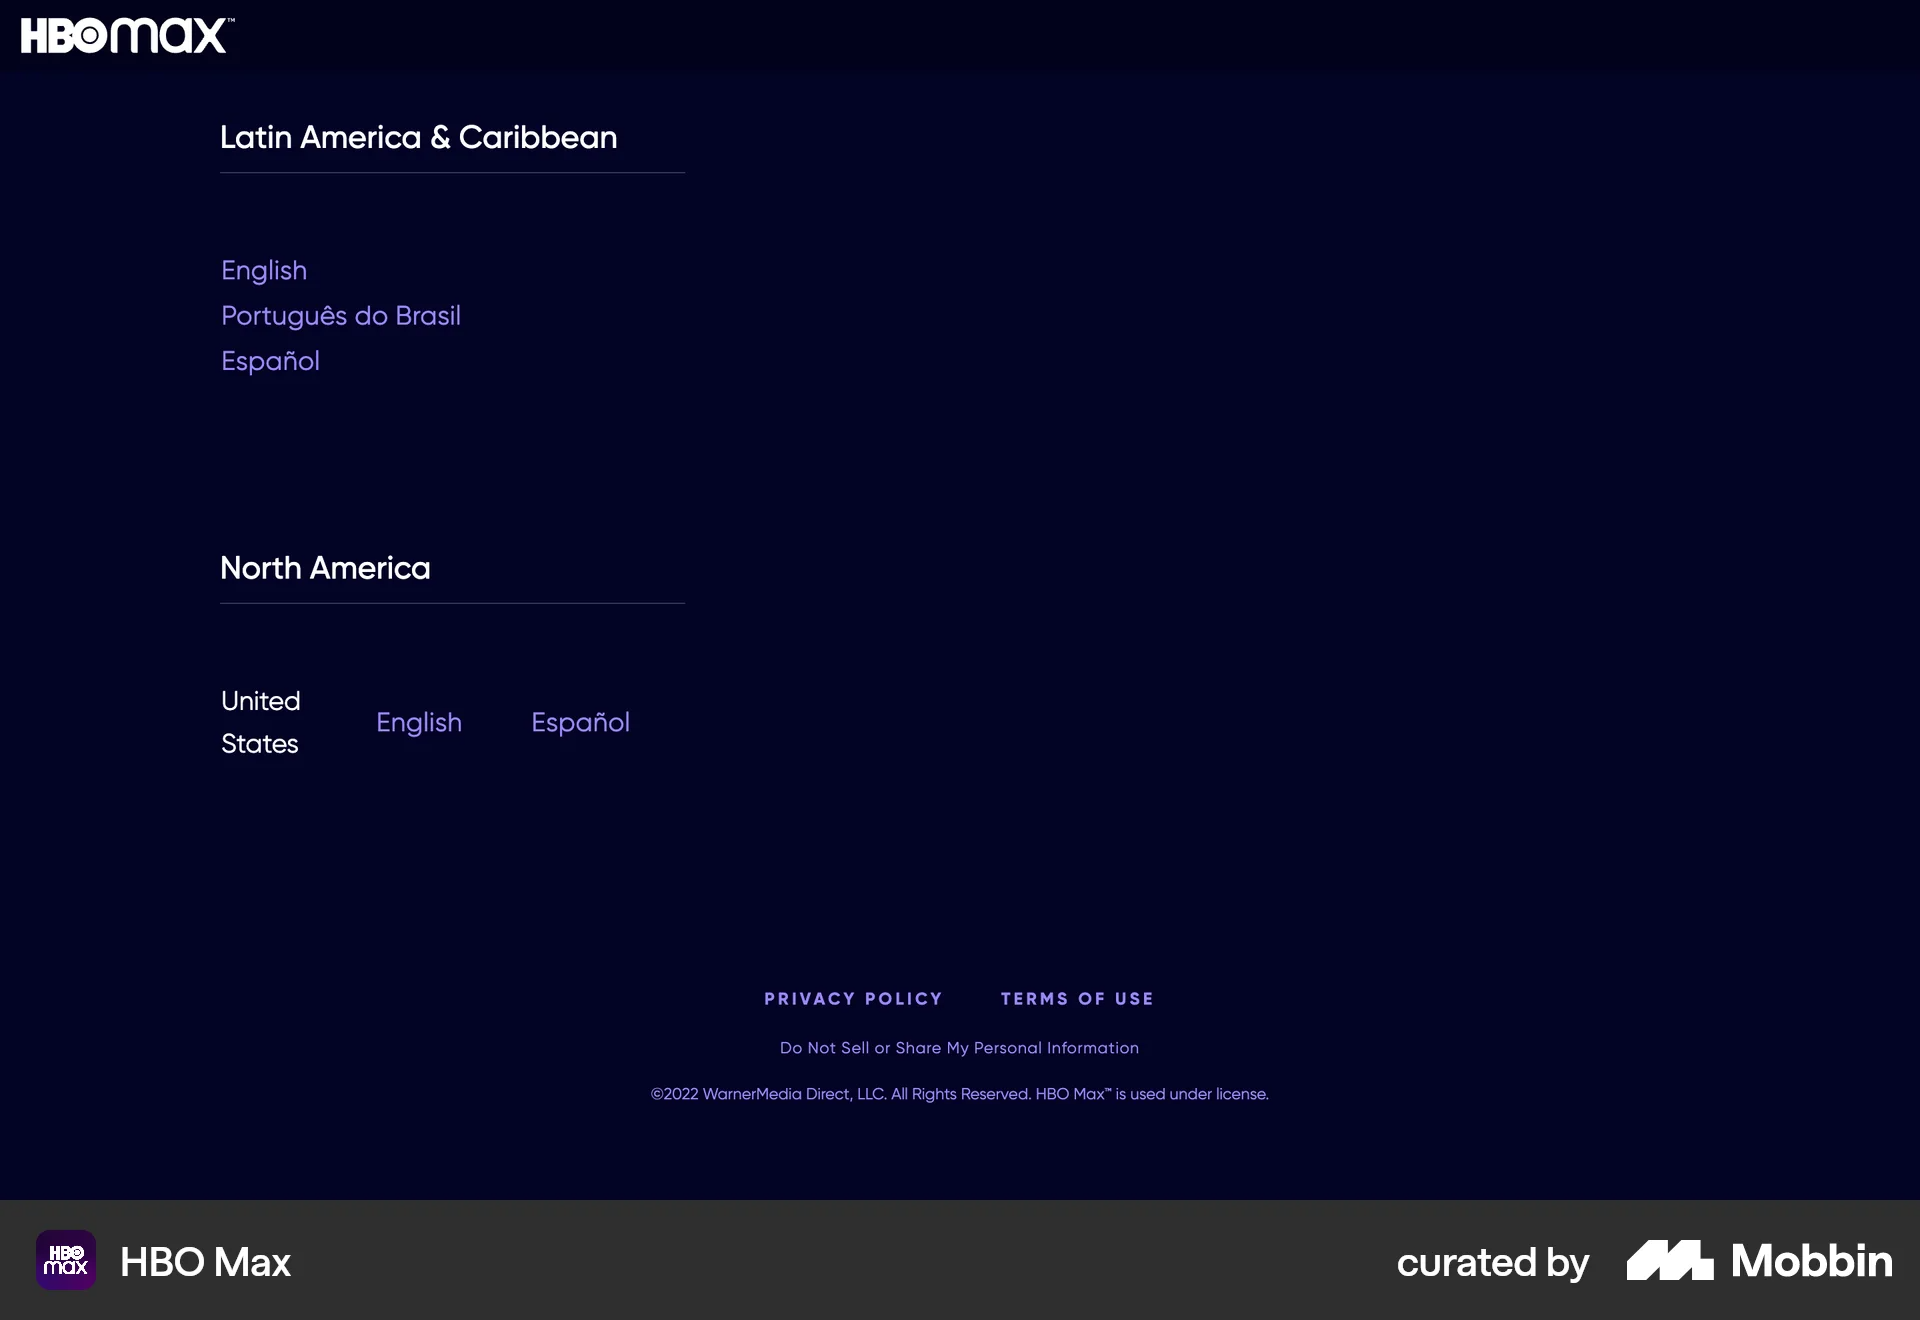 HBOMAX™
Latin America & Caribbean
English
Português do Brasil
Español
North America
United
States
English
Español
PRIVACY POLICY
TERMS OF USE
Do Not Sell or Share My Personal Information
©2022 WarnerMedia Direct, LLC. All Rights Reserved. HBO Max™ is used under license.
HBO
max
HBO Max
curated by
Mobbin